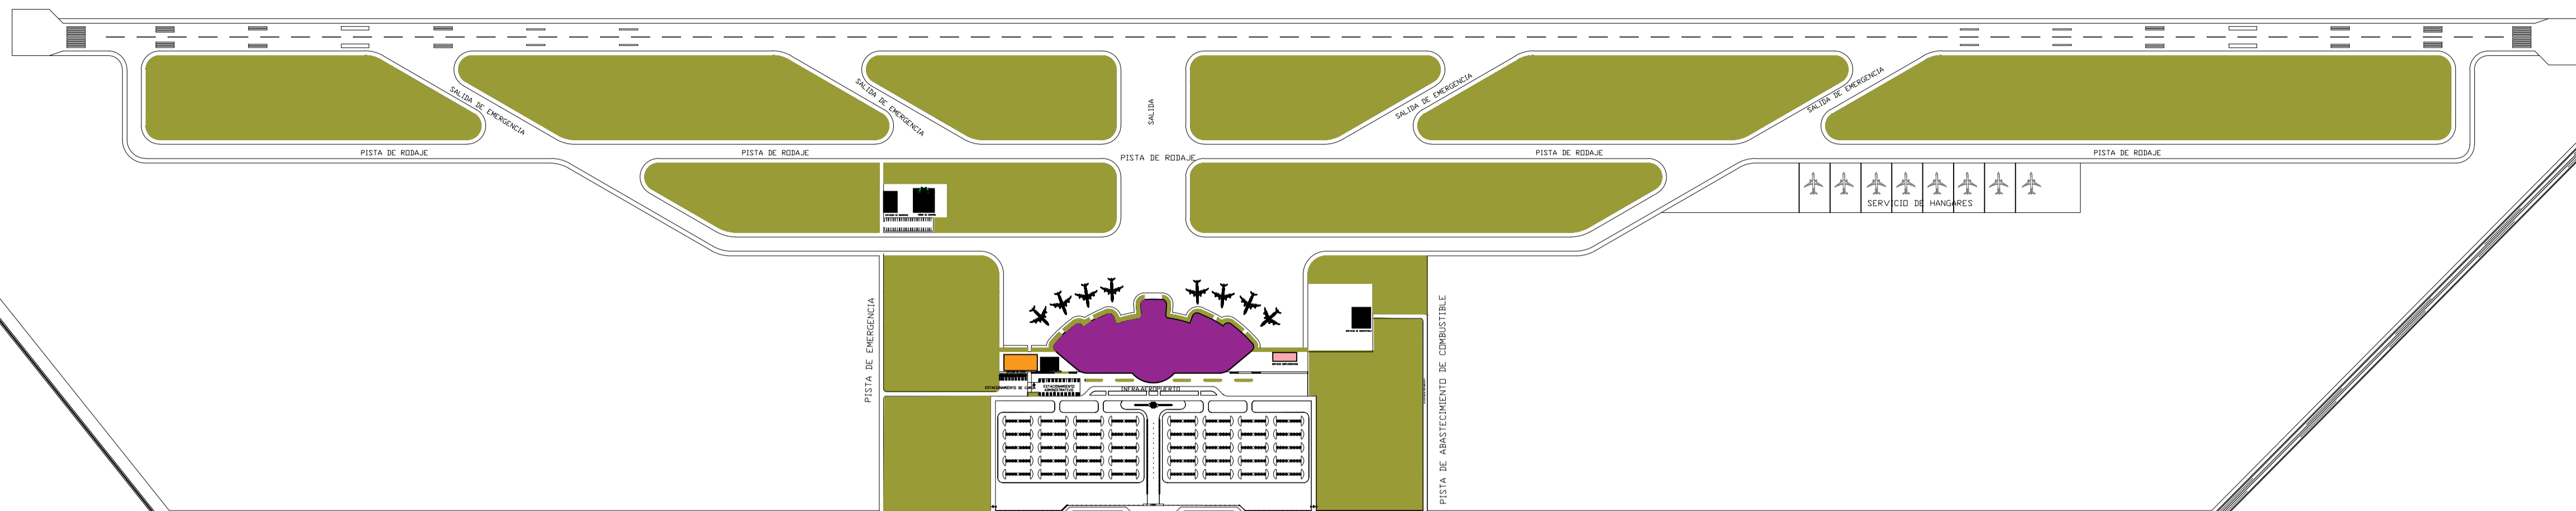 SALIDA DE EMERGENCIA
SALIDA DE EMERGENCIA
SALIDA
SALIDA DE EMERGENCIA
SALIDA DE EMERGENCIA
PISTA DE RODAJE
PISTA DE RODAJE
PISTA DE RODAJE
PISTA DE RODAJE
PISTA DE RODAJE
SERVICIO DE HANGARES
PISTA DE EMERGENCIA
PISTA DE ABASTECIMIENTO DE COMBUSTIBLE
ESTACIONAMIENTO
ADMINISTRATIVO
INFRAAEROPUERTO